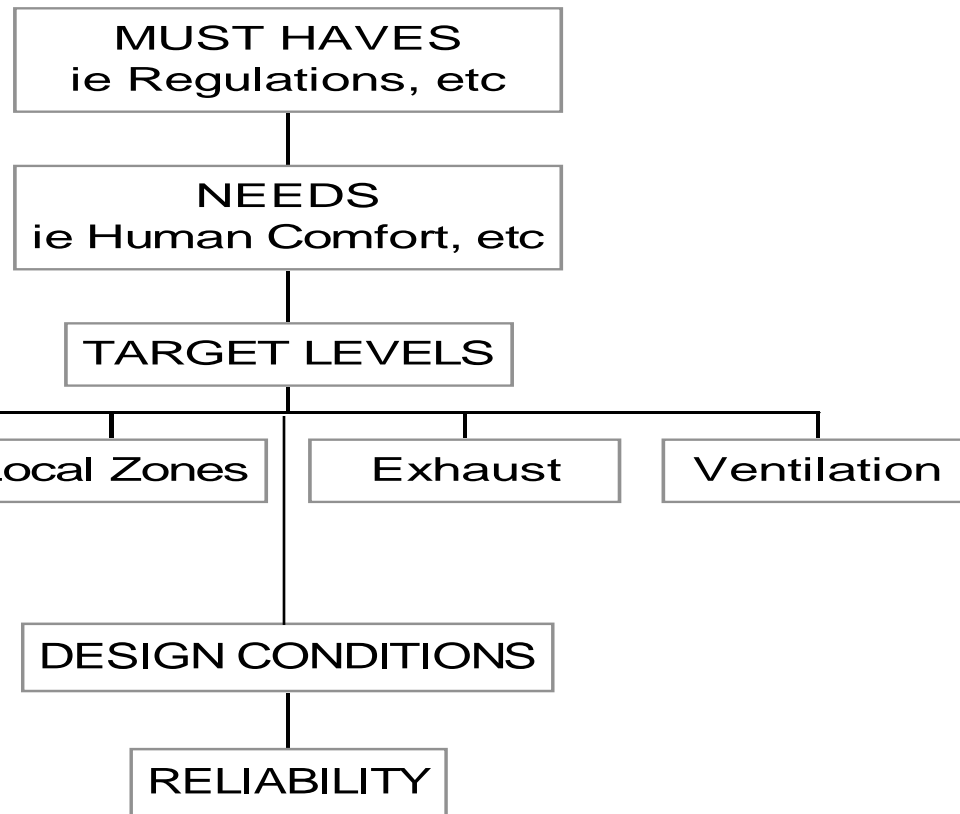 MUST HAVES
ie Regulations, etc
NEEDS
ie Human Comfort, etc
TARGET LEVELS
Local Zones
Exhaust
Ventilation
DESIGN CONDITIONS
RELIABILITY